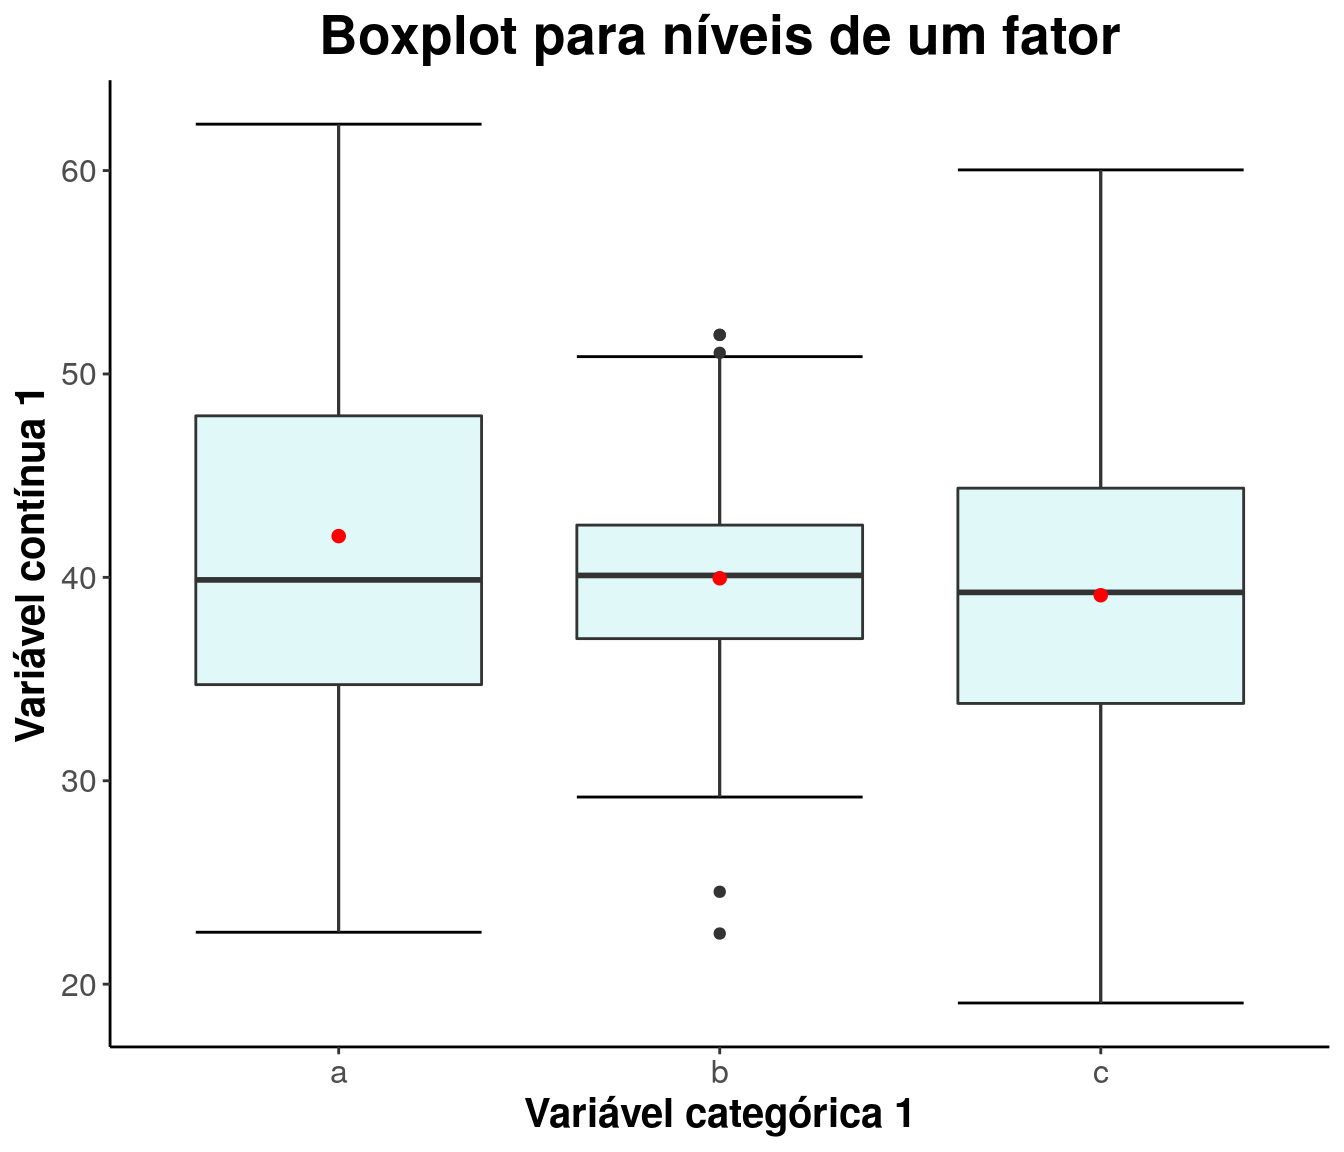 Boxplot para níveis de um fator
Variável contínua 1
60
50
40
30
20
a b c
Variável categórica 1